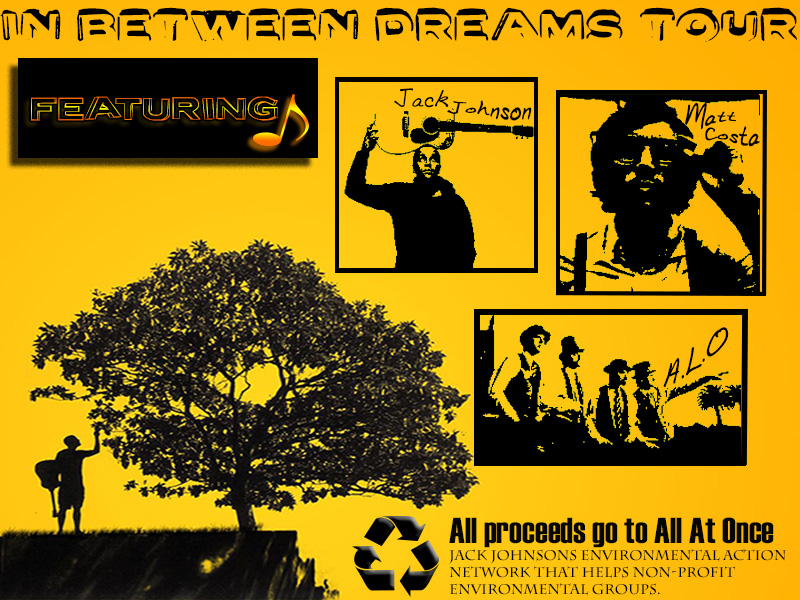 IN BETWEEN DREAMS TOUR
FEATURING
Jack Johnson
Matt
Costa
A.L.O
All proceeds go to All At Once
JACK JOHNSONS ENVIRONMENTAL ACTION
NETWORK THAT HELPS NON-PROFIT
ENVIRONMENTAL GROUPS.